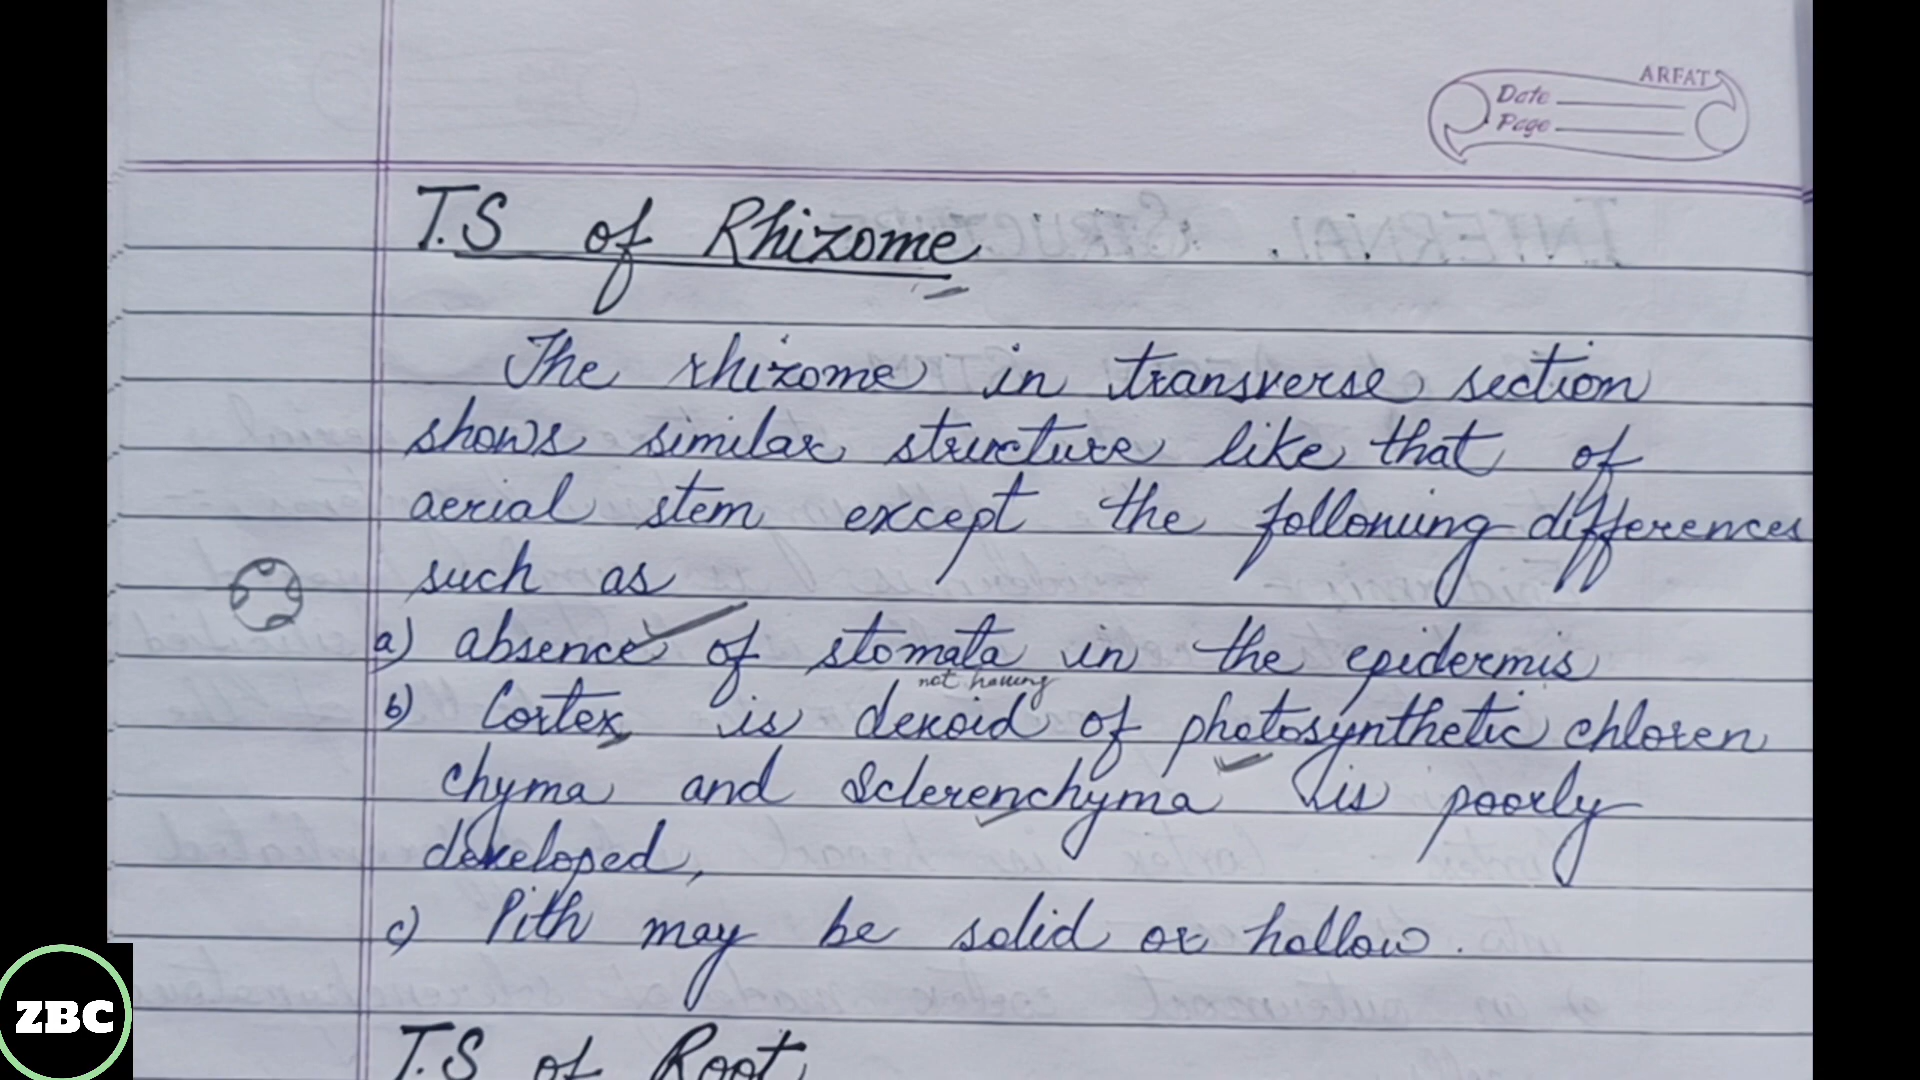 ARFAT
Date
Page
T.S of Rhizome
The rhizome in transverse section
shows similar structure like that of
aerial stem except the following differences
such as
a) absence of stomata in the epidermis
not having
b) Cortex is devoid of photosynthetic chloren
chyma and Sclerenchyma is poorly
developed,
c) Pith may be solid or hollow.
T.S of Root
ZBC